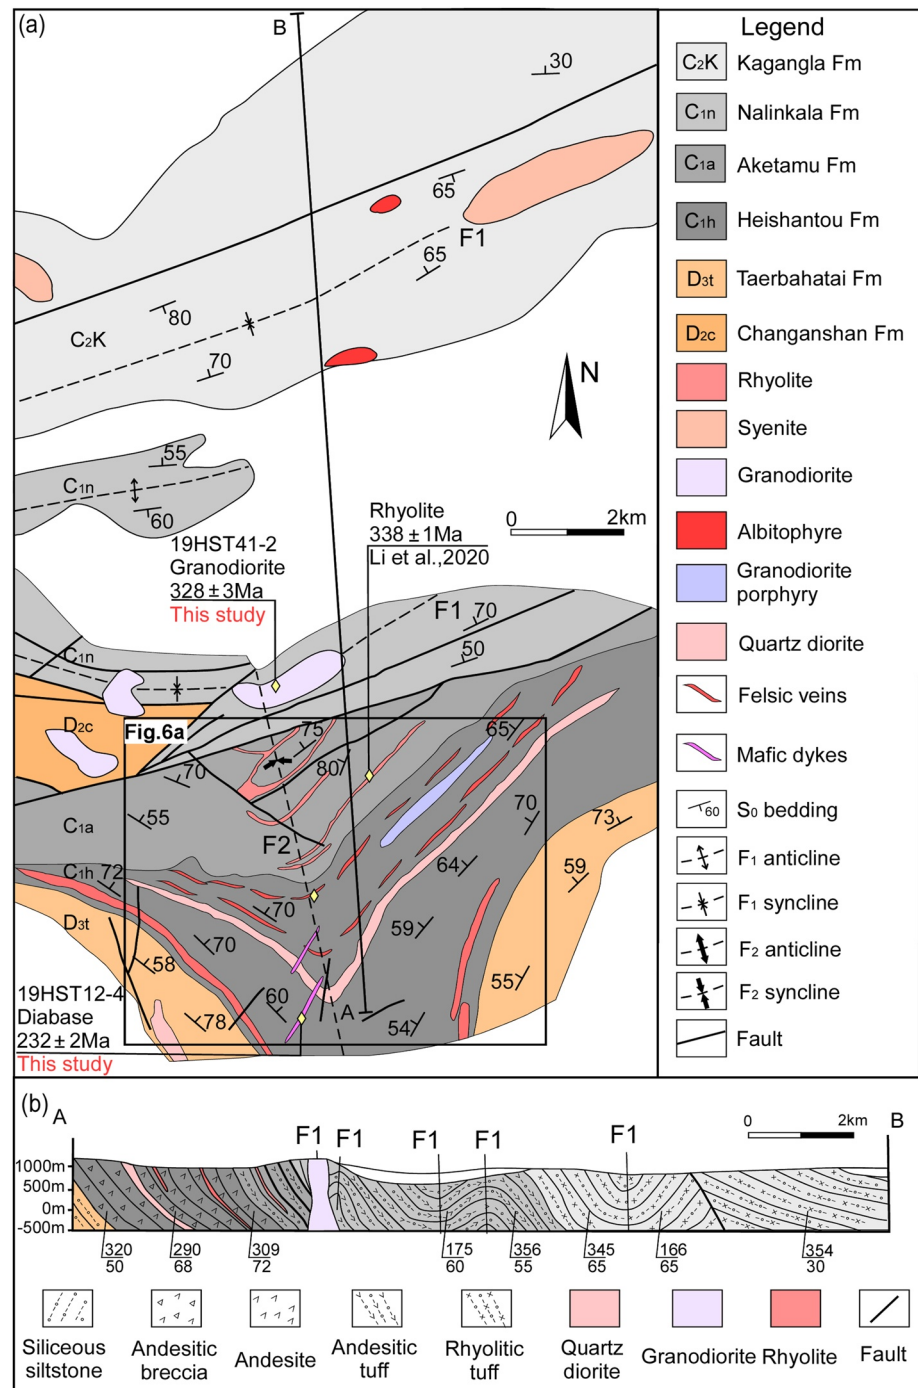 (a)
B
30
65
F1
65
80
C2K
70
N
0 2km
55
C1n
60
Rhyolite
338 ± 1Ma
Li et al.,2020
19HST41-2
Granodiorite
328 ± 3Ma
This study
F1
70
50
C1n
D2c
Fig.6a
75
65
70
80
70
55
C1a
F2
73
C1h
72
64
59
70
D3t
70
59
58
55
60
A
78
54
19HST12-4
Diabase
232 ± 2Ma
This study
Legend
C2K Kagangla Fm
C1n Nalinkala Fm
C1a Aketamu Fm
C1h Heishantou Fm
D3t Taerbahatai Fm
D2c Changanshan Fm
Rhyolite
Syenite
Granodiorite
Albitophyre
Granodiorite
porphyry
Quartz diorite
Felsic veins
Mafic dykes
60 S0 bedding
F1 anticline
F1 syncline
F2 anticline
F2 syncline
Fault
(b)
A
F1 F1 F1 F1 F1
0 2km
B
1000m
500m
0m
-500m
320
50
290
68
309
72
175
60
356
55
345
65
166
65
354
30
Siliceous
siltstone
Andesitic
breccia
Andesite
Andesitic
tuff
Rhyolitic
tuff
Quartz
diorite
Granodiorite
Rhyolite
Fault